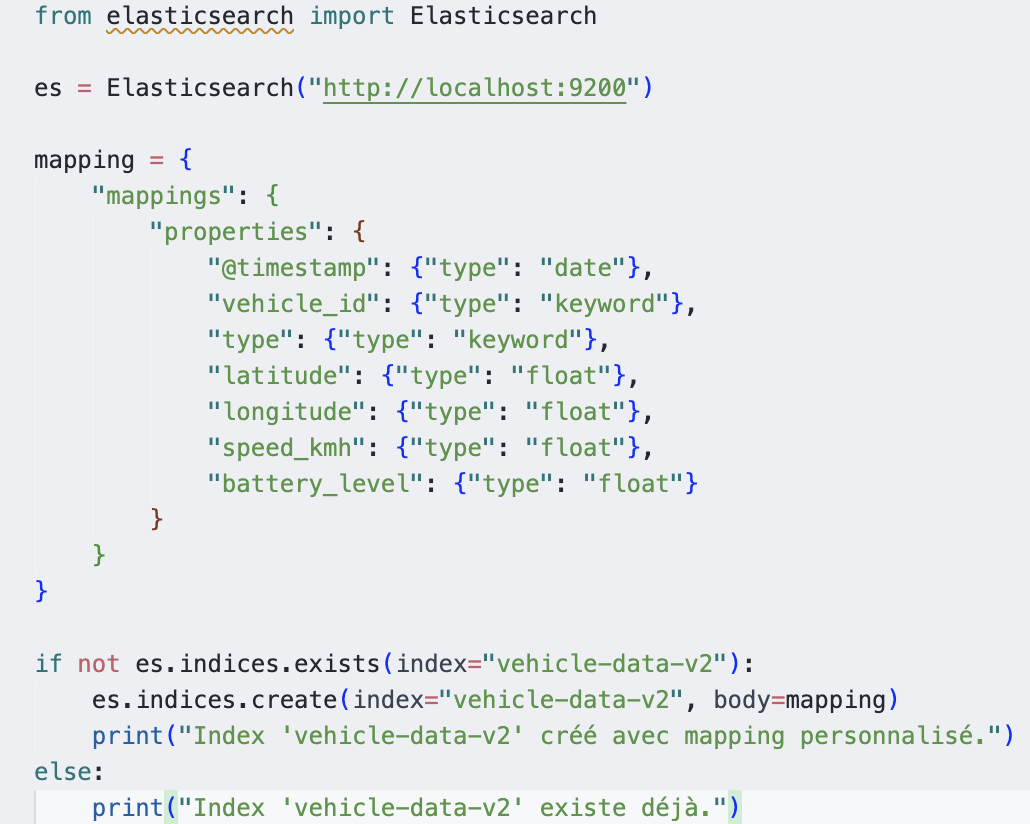 from elasticsearch import Elasticsearch
es = Elasticsearch("http://localhost:9200")
mapping = {
    "mappings": {
        "properties": {
            "@timestamp": {"type": "date"},
            "vehicle_id": {"type": "keyword"},
            "type": {"type": "keyword"},
            "latitude": {"type": "float"},
            "longitude": {"type": "float"},
            "speed_kmh": {"type": "float"},
            "battery_level": {"type": "float"}
        }
    }
}
if not es.indices.exists(index="vehicle-data-v2"):
    es.indices.create(index="vehicle-data-v2", body=mapping)
    print("Index 'vehicle-data-v2' créé avec mapping personnalisé.")
else:
    print("Index 'vehicle-data-v2' existe déjà.")